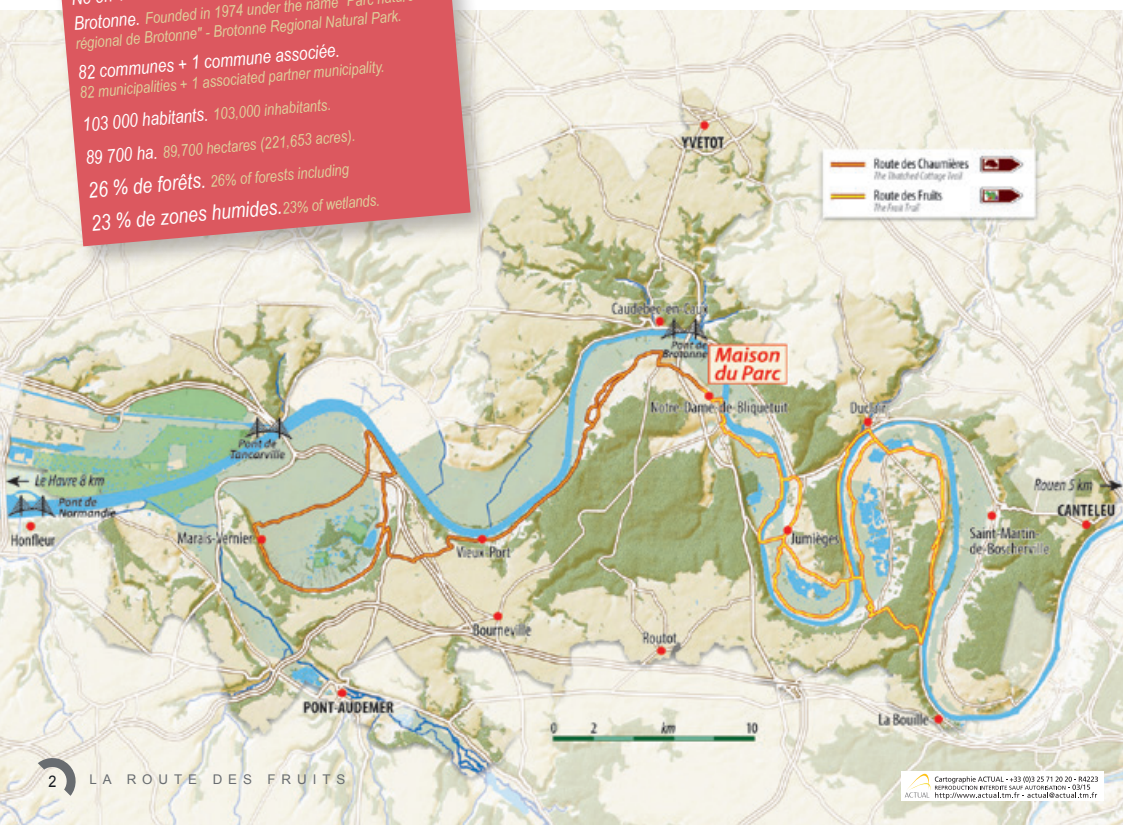 Brotonne. Founded in 1974 under the name "Parc naturel
régional de Brotonne" - Brotonne Regional Natural Park.
82 communes + 1 commune associée.
82 municipalities + 1 associated partner municipality.
103 000 habitants. 103,000 inhabitants.
89 700 ha. 89,700 hectares (221,653 acres).
26 % de forêts. 26% of forests including
23 % de zones humides.23% of wetlands.
YVETOT
Route des Chaumières
The Thatched Cottage Trail
Route des Fruits
The Fruit Trail
Caudebec-en-Caux
Pont de
Brotonne
Maison
du Parc
Notre-Dame-de-Bliquetuit
Duclair
Pont de
Tancarville
Le Havre 8 km
Pont de
Normandie
Honfleur
Marais-Vernier
Vieux-Port
Jumièges
Rouen 5 km
CANTELEU
Saint-Martin-
de-Boscherville
Bourneville
Routot
PONT-AUDEMER
La Bouille
0 2 km 10
2 LA ROUTE DES FRUITS
ACTUAL
Cartographie ACTUAL • +33 (0)3 25 71 20 20 • R4223
REPRODUCTION INTERDITE SAUF AUTORISATION • 03/15
http://www.actual.tm.fr • actual@actual.tm.fr